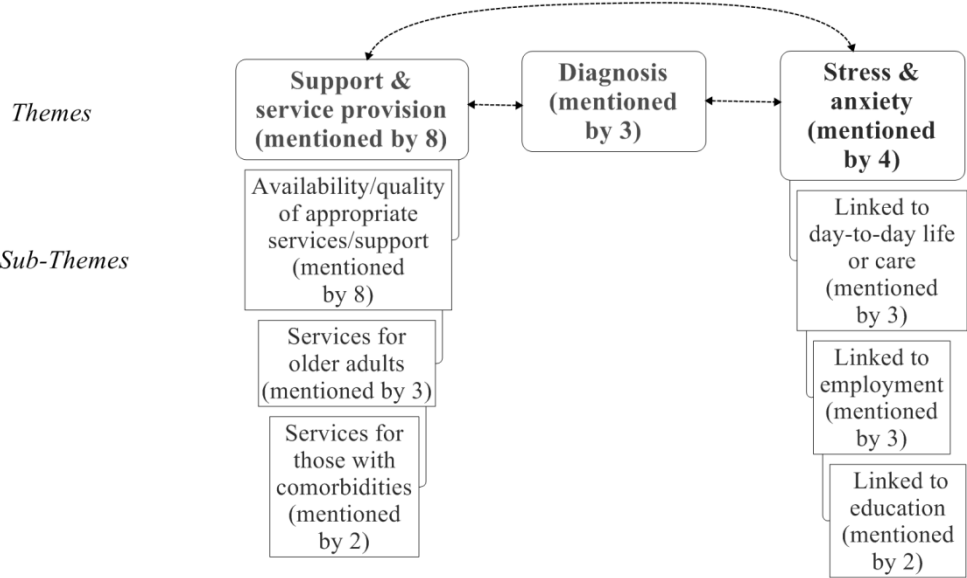 Themes
Support &
service provision
(mentioned by 8)
Diagnosis
(mentioned
by 3)
Stress &
anxiety
(mentioned
by 4)
Sub-Themes
Availability/quality
of appropriate
services/support
(mentioned
by 8)
Services for
older adults
(mentioned by 3)
Services for
those with
comorbidities
(mentioned
by 2)
Linked to
day-to-day life
or care
(mentioned
by 3)
Linked to
employment
(mentioned
by 3)
Linked to
education
(mentioned
by 2)